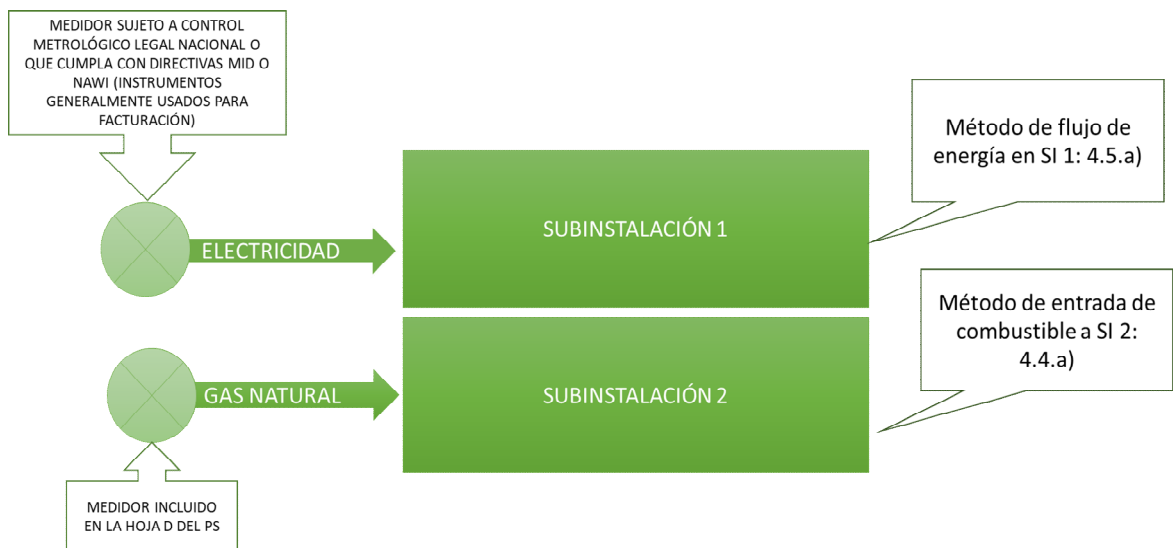 MEDIDOR SUJETO A CONTROL
METROLÓGICO LEGAL NACIONAL O
QUE CUMPLA CON DIRECTIVAS MID O
NAWI (INSTRUMENTOS
GENERALMENTE USADOS PARA
FACTURACIÓN)
ELECTRICIDAD
SUBINSTALACIÓN 1
Método de flujo de
energía en SI 1: 4.5.a)
GAS NATURAL
SUBINSTALACIÓN 2
Método de entrada de
combustible a SI 2:
4.4.a)
MEDIDOR INCLUIDO
EN LA HOJA D DEL PS